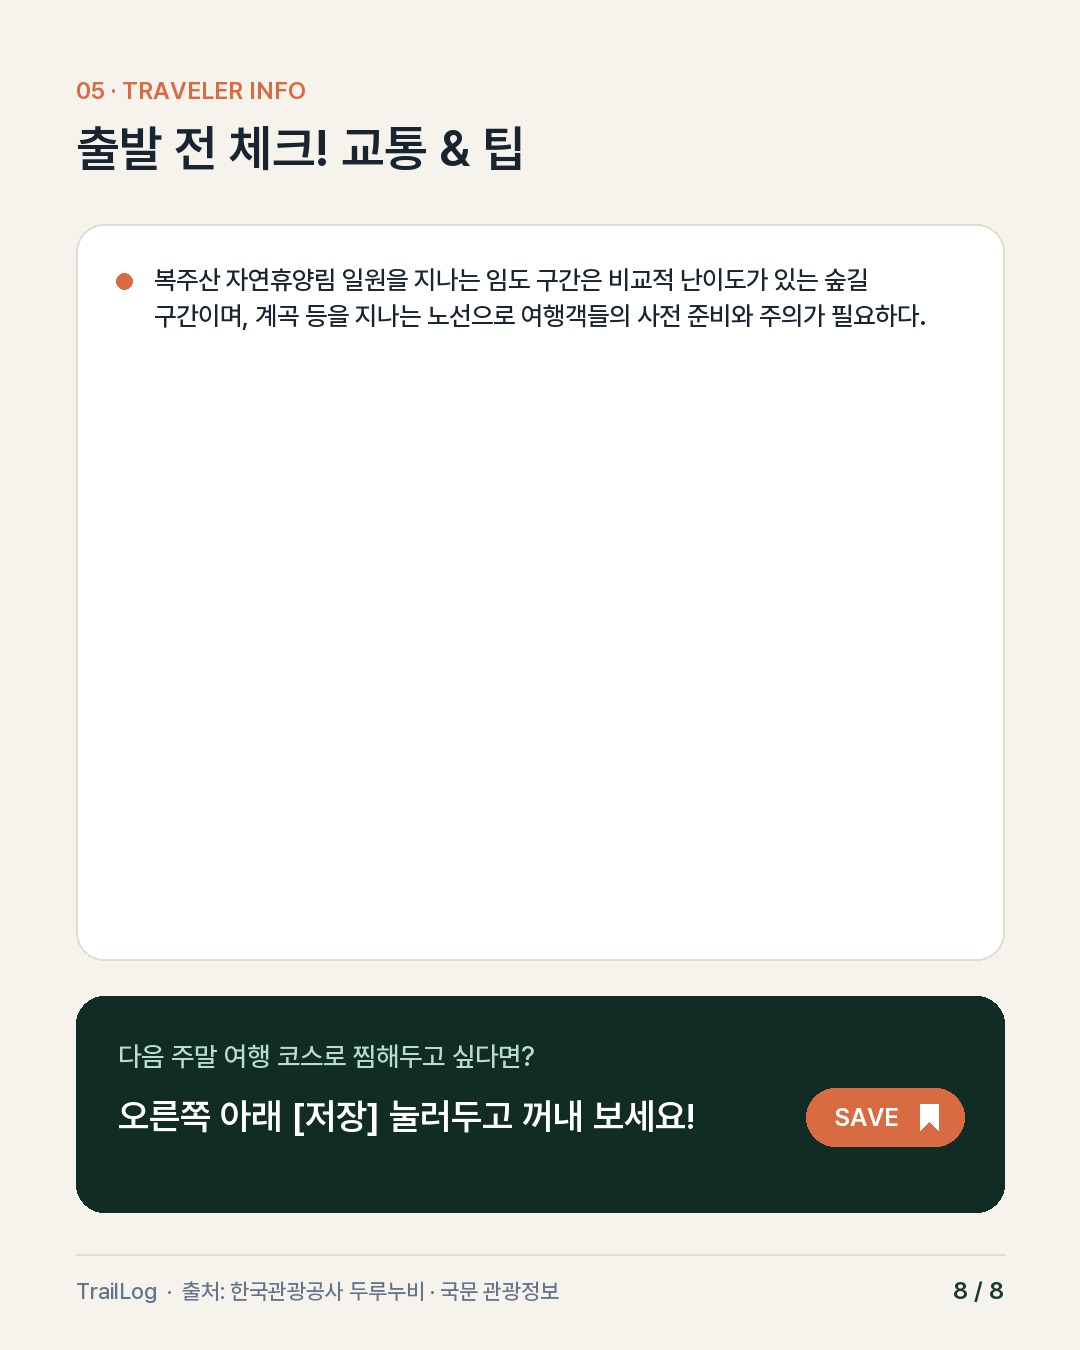 05 · TRAVELER INFO
출발 전 체크! 교통 & 팁
복주산 자연휴양림 일원을 지나는 임도 구간은 비교적 난이도가 있는 숲길
구간이며, 계곡 등을 지나는 노선으로 여행객들의 사전 준비와 주의가 필요하다.
다음 주말 여행 코스로 찜해두고 싶다면?
오른쪽 아래 [저장] 눌러두고 꺼내 보세요!
SAVE
TrailLog · 출처: 한국관광공사 두루누비 · 국문 관광정보
8 / 8